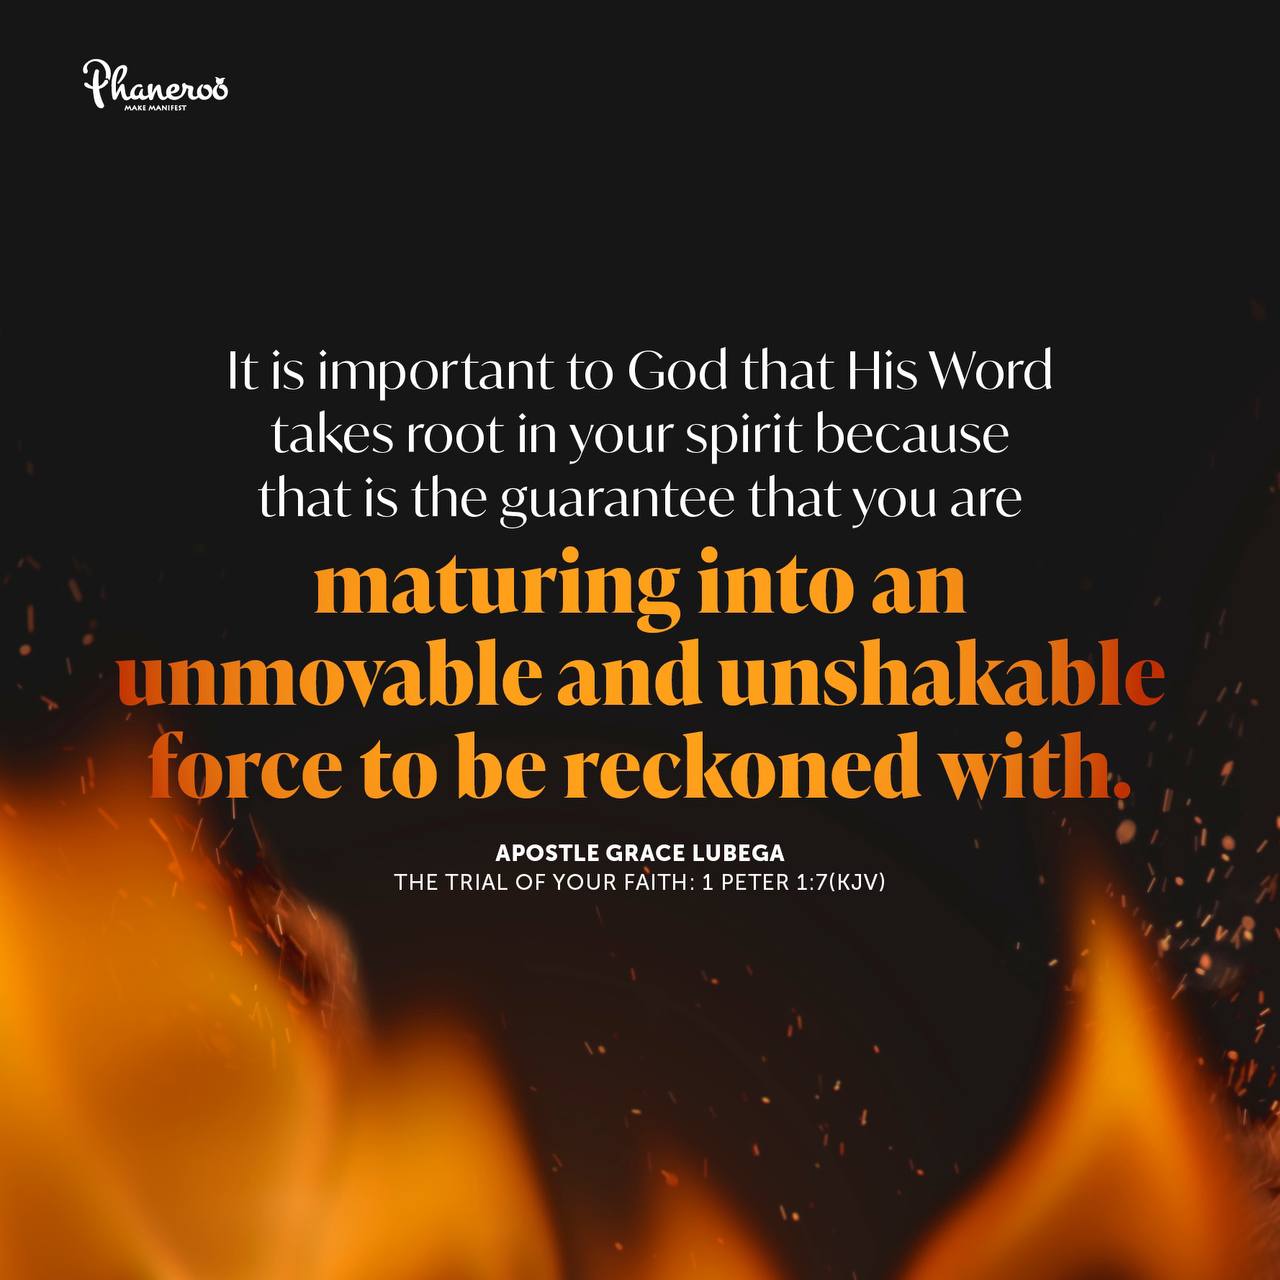 Phaneroo
MAKE MANIFEST
It is important to God that His Word
takes root in your spirit because
that is the guarantee that you are
maturing into an
unmovable and unshakable
force to be reckoned with.
APOSTLE GRACE LUBEGA
THE TRIAL OF YOUR FAITH: 1 PETER 1:7(KJV)